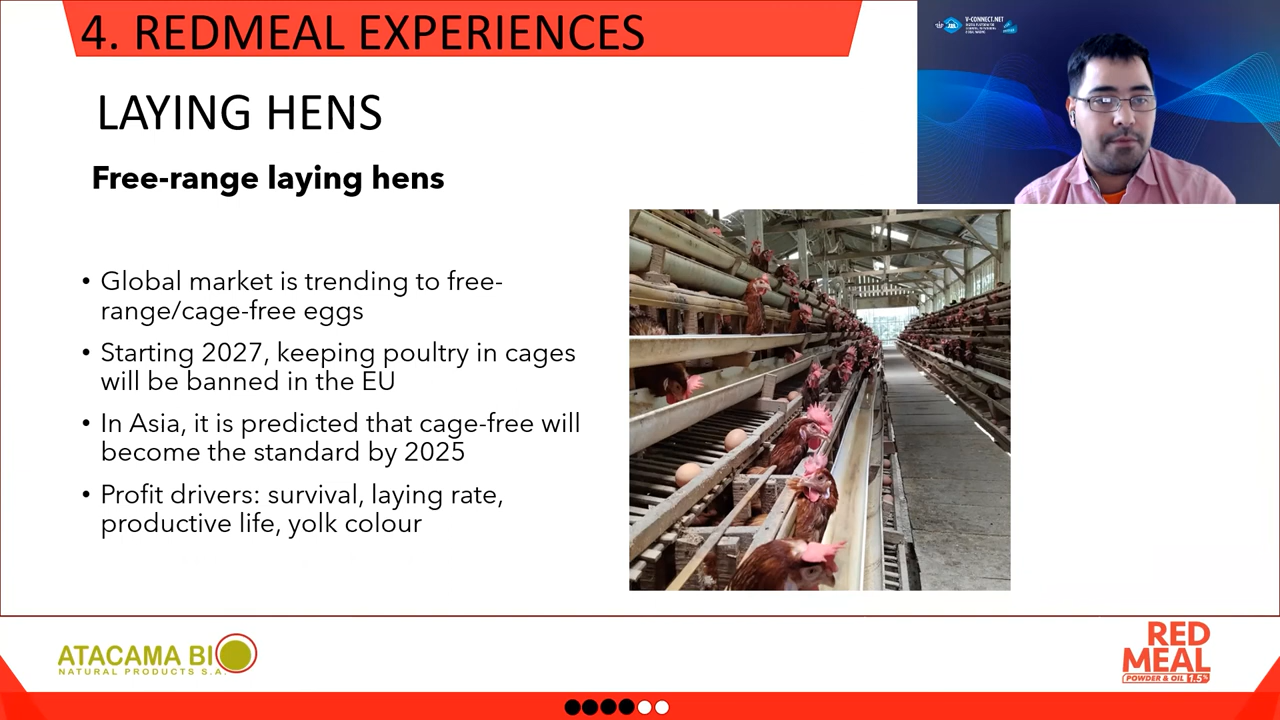 4. REDMEAL EXPERIENCES
V-CONNECT.NET
LAYING HENS
Free-range laying hens
• Global market is trending to free-
range/cage-free eggs
• Starting 2027, keeping poultry in cages
will be banned in the EU
• In Asia, it is predicted that cage-free will
become the standard by 2025
• Profit drivers: survival, laying rate,
productive life, yolk colour
ATACAMA BIO
NATURAL PRODUCTS S.A.
RED
MEAL
POWDER & OIL 1.5%